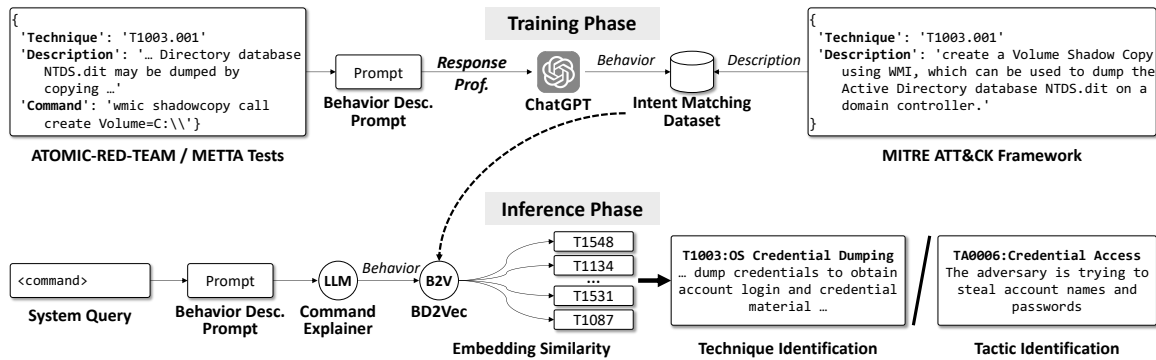 Training Phase
{
'Technique': 'T1003.001'
'Description': '… Directory database
NTDS.dit may be dumped by
copying …'
'Command': 'wmic shadowcopy call
create Volume=C:\\'}
ATOMIC-RED-TEAM / METTA Tests
Prompt
Behavior Desc.
Prompt
Response
Prof.
ChatGPT
Behavior
Intent Matching
Dataset
Description
{
'Technique': 'T1003.001'
'Description': 'create a Volume Shadow Copy
using WMI, which can be used to dump the
Active Directory database NTDS.dit on a
domain controller.'
}
MITRE ATT&CK Framework
Inference Phase
<command>
System Query
Prompt
Behavior Desc.
Prompt
LLM
Command
Explainer
Behavior
B2V
BD2Vec
T1548
T1134
...
T1531
T1087
Embedding Similarity
T1003:OS Credential Dumping
… dump credentials to obtain
account login and credential
material …
Technique Identification
/
TA0006:Credential Access
The adversary is trying to
steal account names and
passwords
Tactic Identification